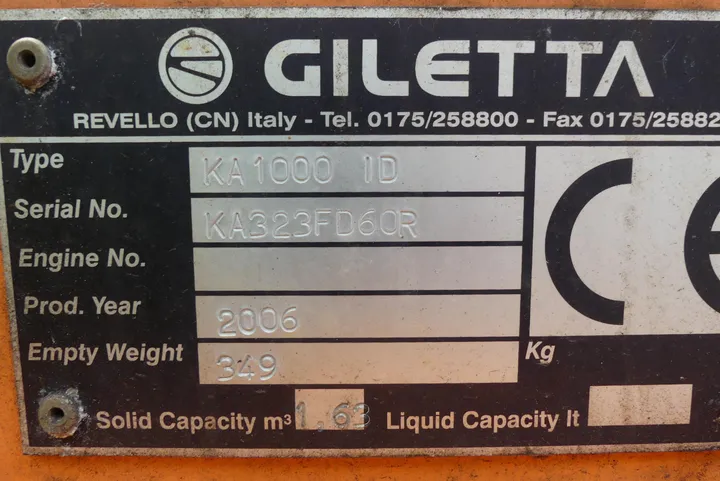 GILETTA
REVELLO (CN) Italy - Tel. 0175/258800 - Fax 0175/25882
Type KA1000 ID
Serial No. KA323FD60R
Engine No.
Prod. Year 2006
Empty Weight 349 Kg
Solid Capacity m³ 1,63 Liquid Capacity lt
CE